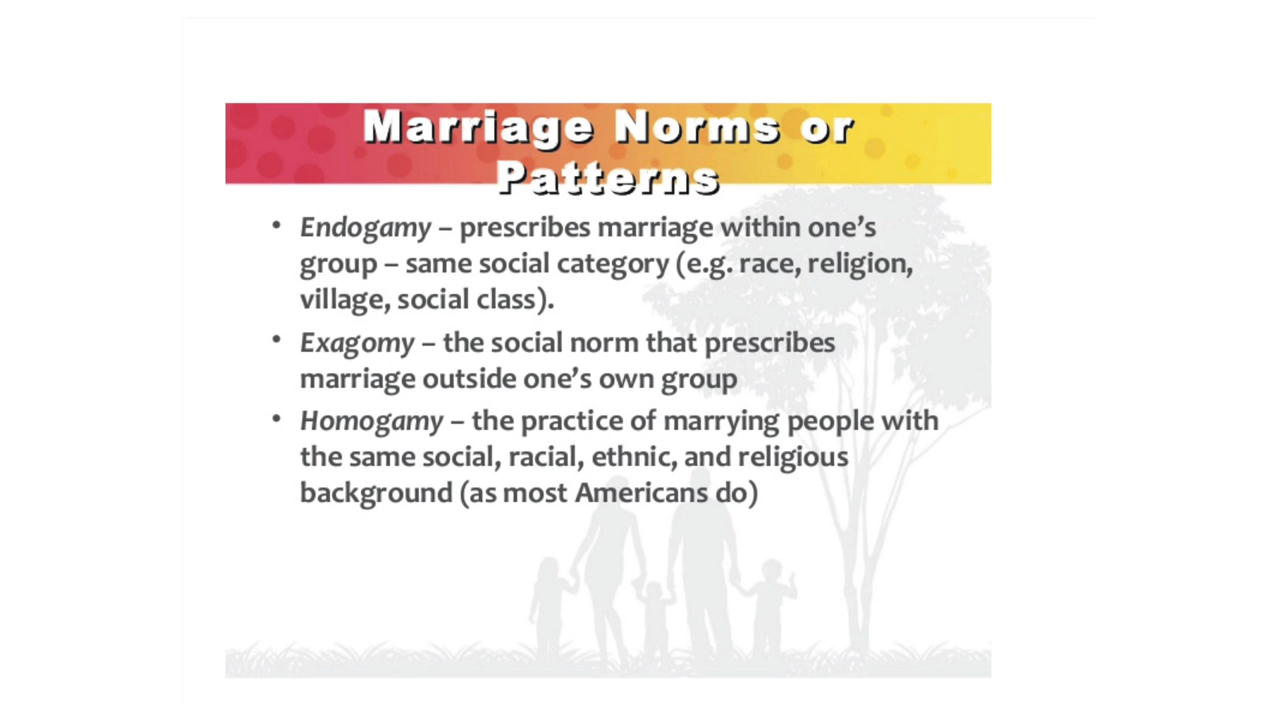 Marriage Norms or
Patterns
• Endogamy – prescribes marriage within one’s
group – same social category (e.g. race, religion,
village, social class).
• Exagomy – the social norm that prescribes
marriage outside one’s own group
• Homogamy – the practice of marrying people with
the same social, racial, ethnic, and religious
background (as most Americans do)